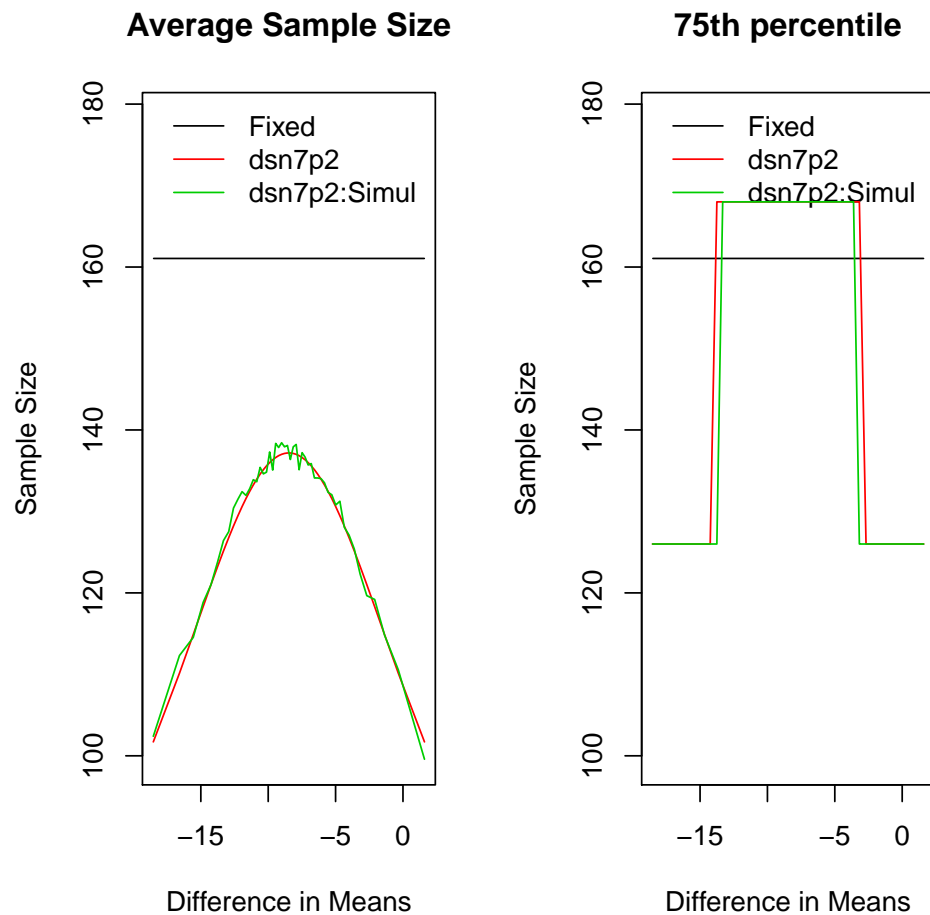 Average Sample Size
Fixed
dsn7p2
dsn7p2:Simul
180
160
140
120
100
Sample Size
−15
−5
0
Difference in Means
75th percentile
Fixed
dsn7p2
dsn7p2:Simul
180
160
140
120
100
Sample Size
−15
−5
0
Difference in Means